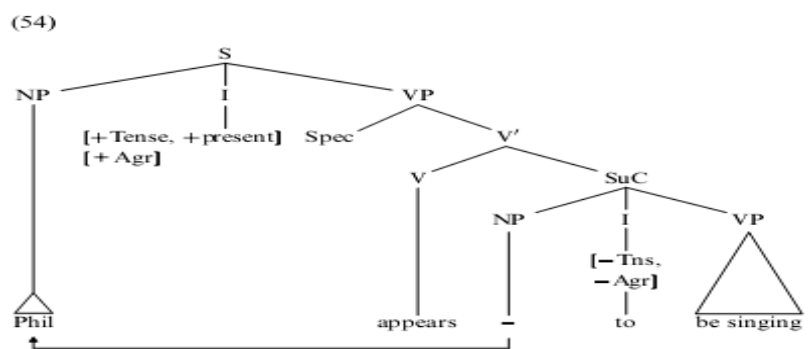 (54)
S
NP I VP
[+Tense, +present] Spec V′
[+Agr]
V SuC
NP I VP
[−Tns,
−Agr]
Phil appears – to be singing